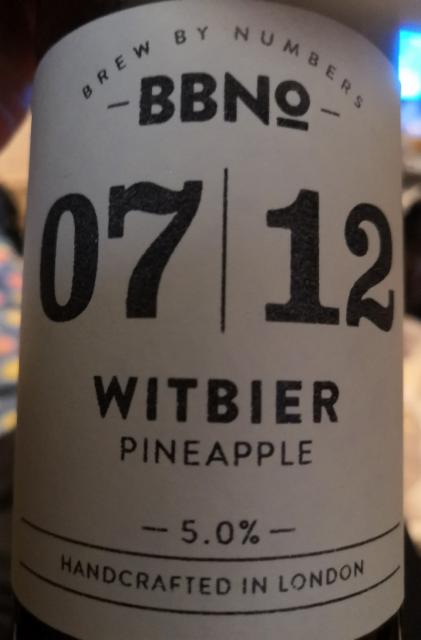 BREW BY NUMBERS
—BBNo—
07|12
WITBIER
PINEAPPLE
— 5.0% —
HANDCRAFTED IN LONDON